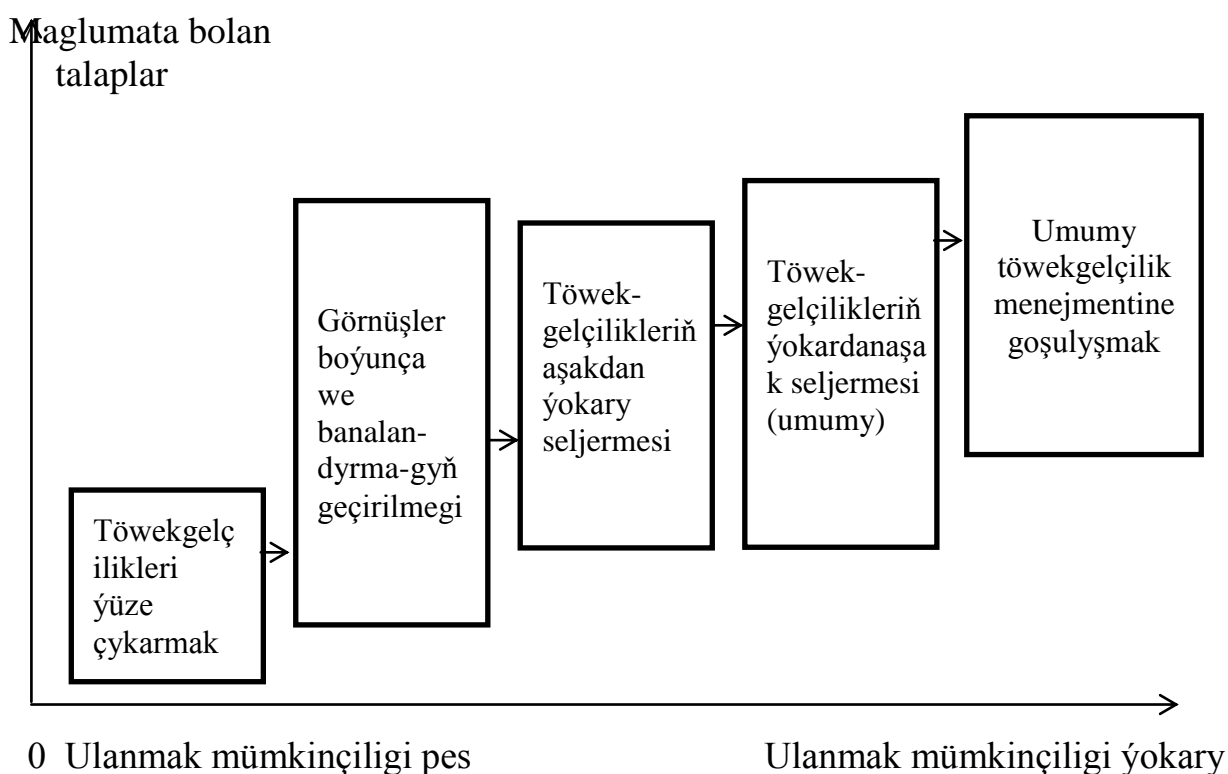 Maglumata bolan
talaplar
Töwekgelç
ilikleri
ýüze
çykarmak
Görnüşler
boýunça
we
banalan-
dyrma-gyň
geçirilmegi
Töwek-
gelçilikleriň
aşakdan
ýokary
seljermesi
Töwek-
gelçilikleriň
ýokardanaşa
k seljermesi
(umumy)
Umumy
töwekgelçilik
menejmentine
goşulyşmak
0 Ulanmak mümkinçiligi pes
Ulanmak mümkinçiligi ýokary